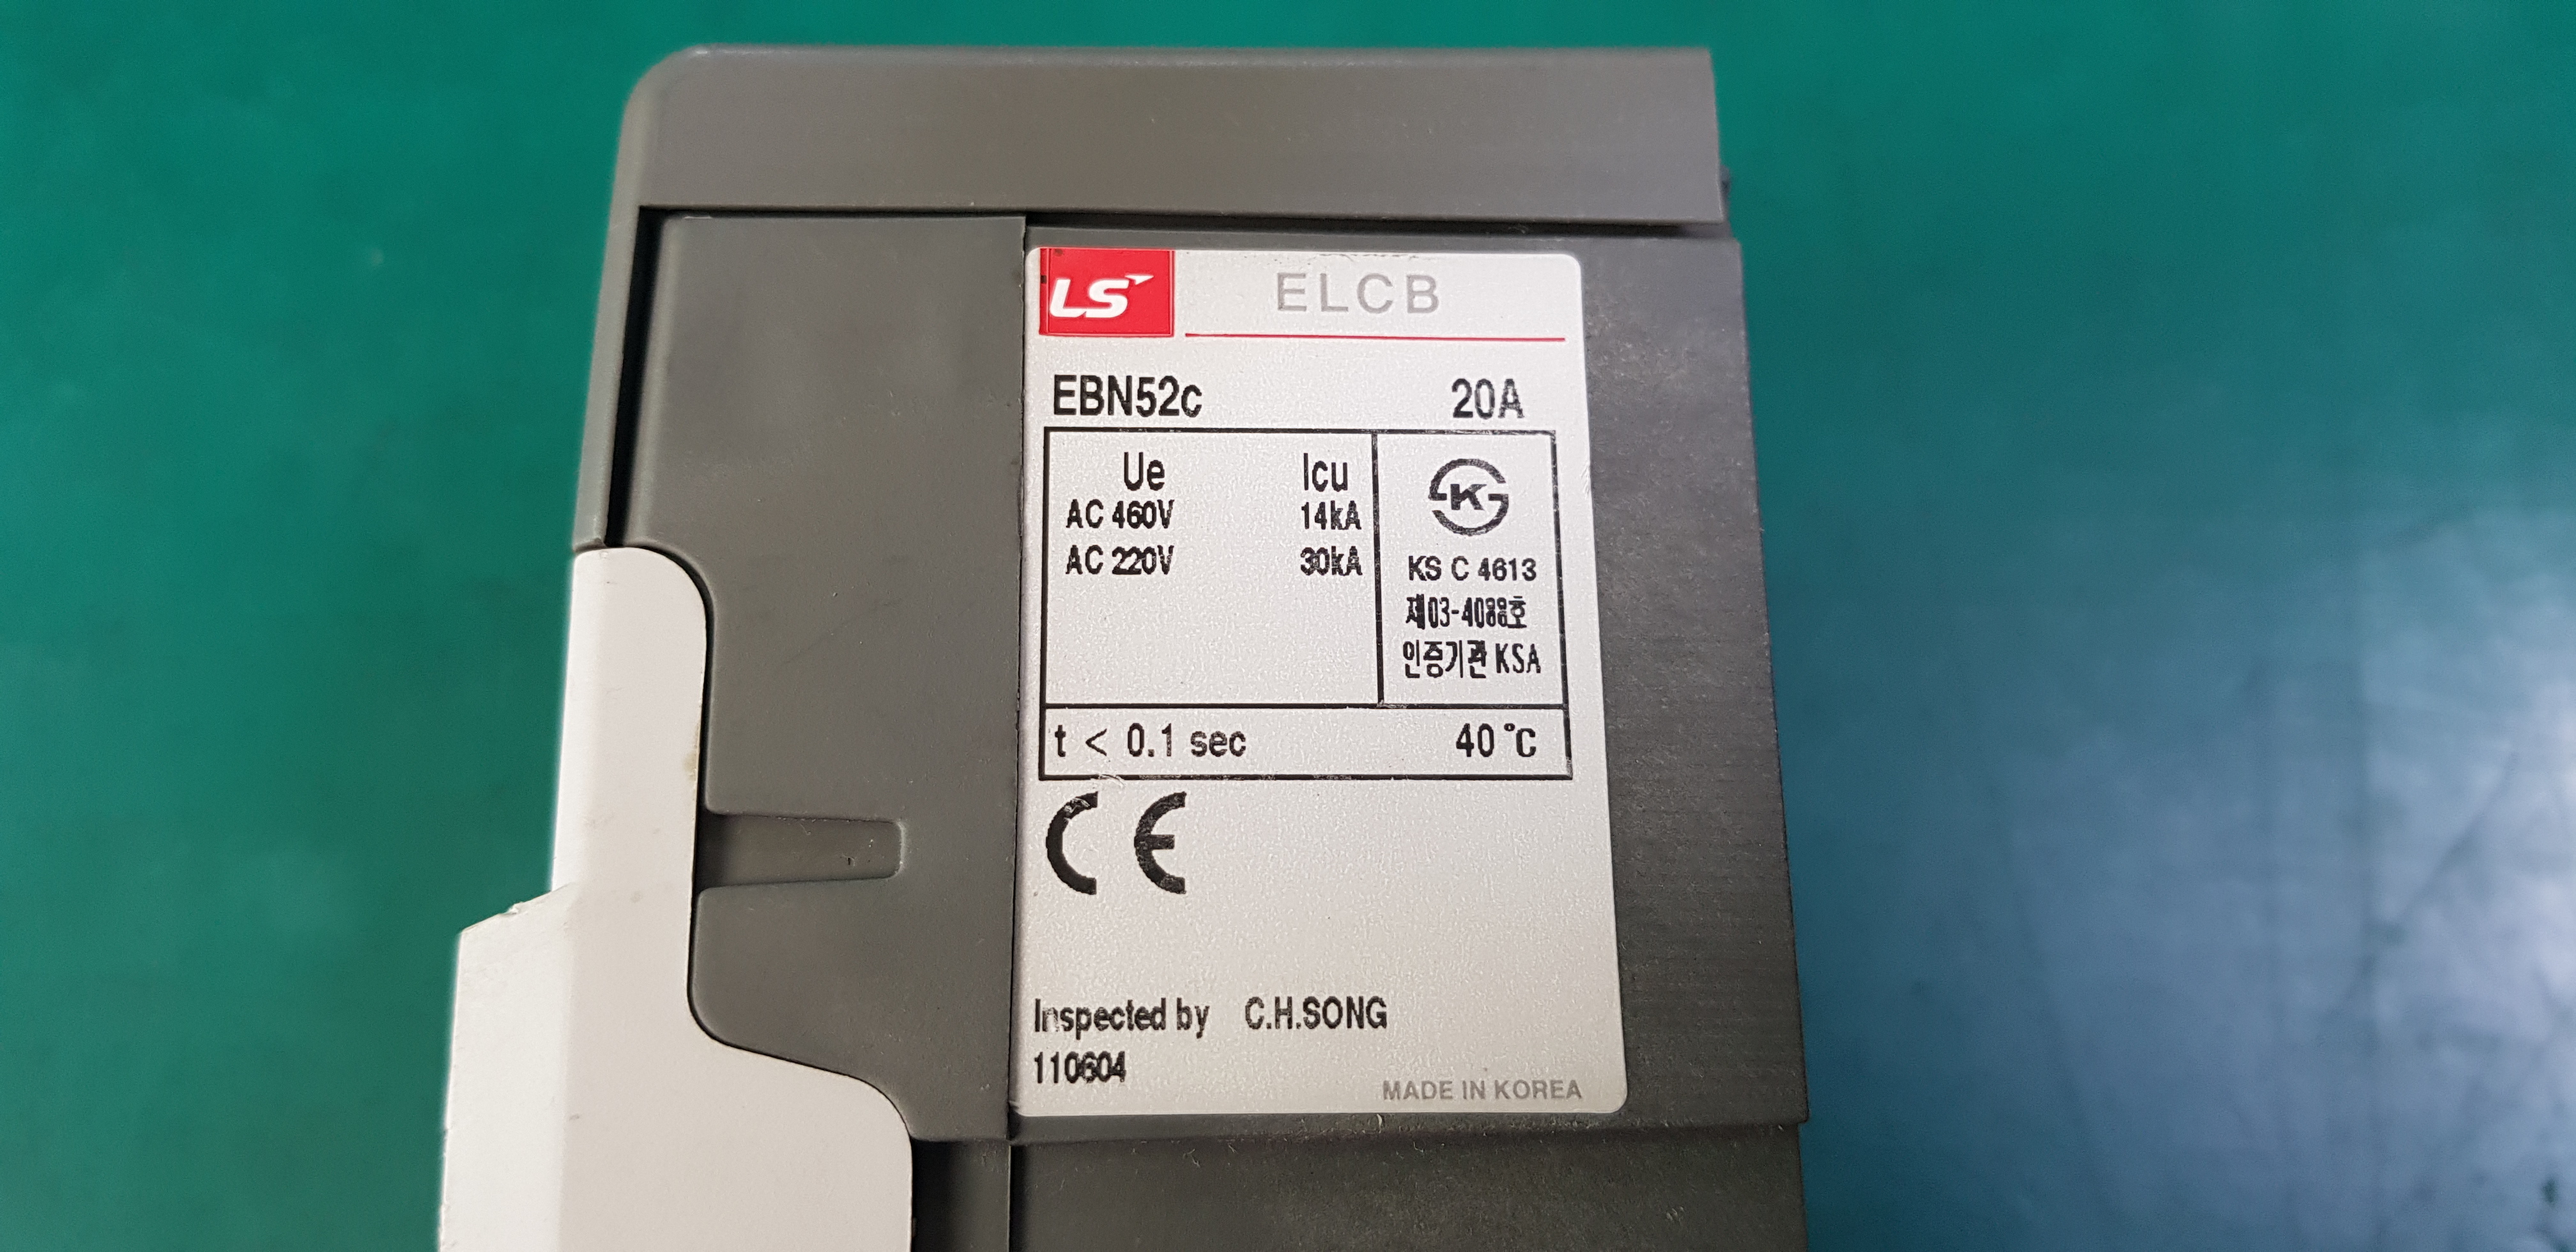 LS ELCB
EBN52c 20A
Ue Icu
AC 460V 14kA
AC 220V 30kA
K
KS C 4613
제03-4088호
인증기관 KSA
t < 0.1 sec 40 °C
CE
Inspected by C.H.SONG
110604
MADE IN KOREA